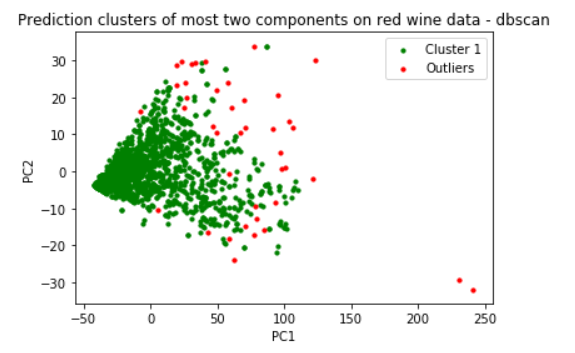 Prediction clusters of most two components on red wine data - dbscan
Cluster 1
Outliers
30
20
10
0
−10
−20
−30
PC2
−50
0
50
100
150
200
250
PC1